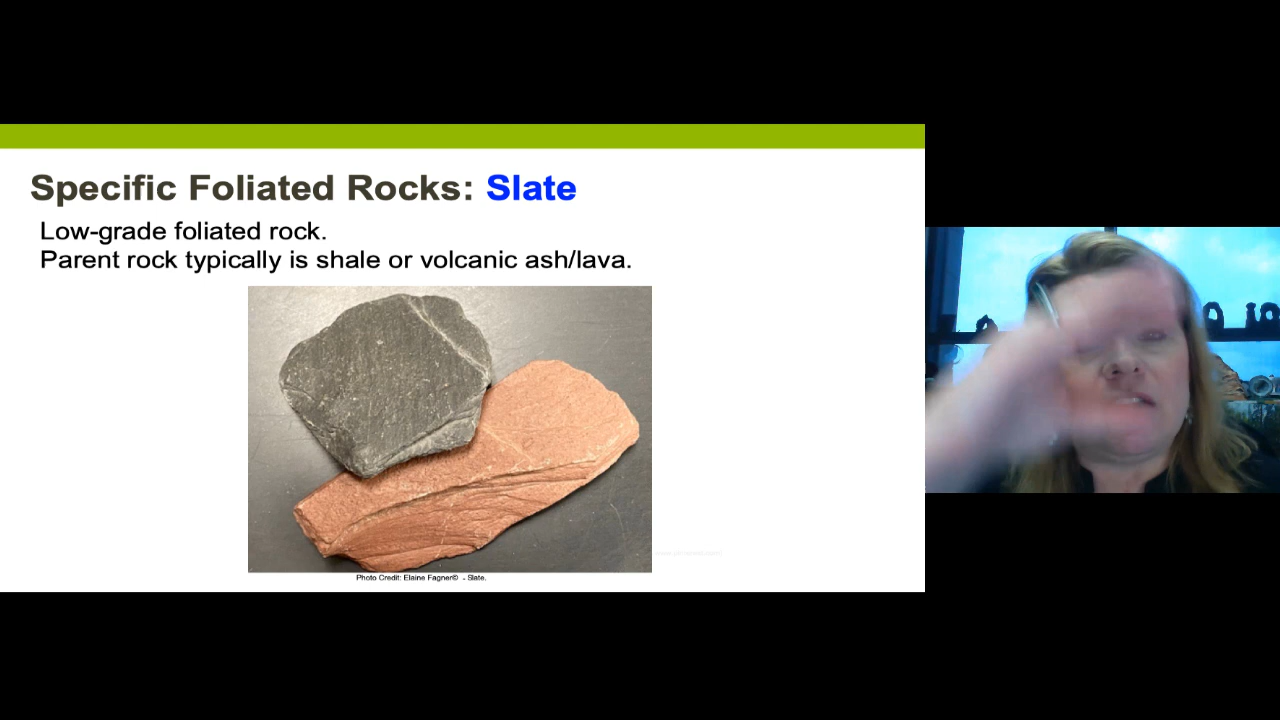 Specific Foliated Rocks: Slate
Low-grade foliated rock.
Parent rock typically is shale or volcanic ash/lava.
Photo Credit: Elaine Fagner© - Slate.